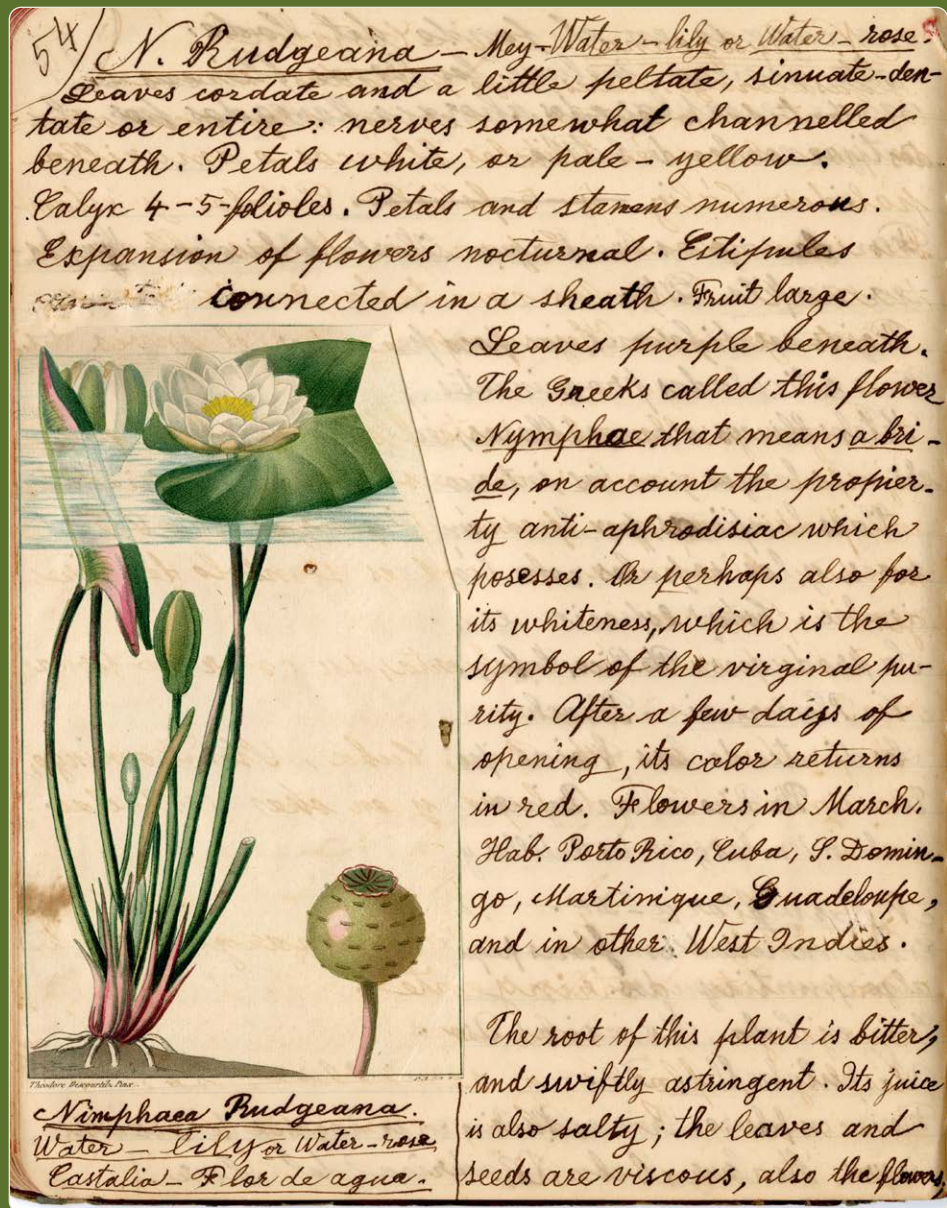 54/ N. Rudgeana - Mey - Water - lily or Water - rose.
Leaves cordate and a little peltate, sinuate-den-
tate or entire: nerves somewhat channelled
beneath. Petals white, or pale - yellow.
Calyx 4-5-folioles. Petals and stamens numerous.
Expansion of flowers nocturnal. Estipules
connected in a sheath. Fruit large.
Leaves purple beneath.
The Greeks called this flower
Nymphae that means a bri-
de, on account the propier-
ty anti-aphrodisiac which
posesses. Or perhaps also for
its whiteness, which is the
symbol of the virginal pu-
rity. After a few days of
opening, its color returns
in red. Flowers in March.
Hab. Porto Rico, Cuba, S. Domin-
go, Martinique, Guadeloupe,
and in other West Indies.
The root of this plant is bitter,
and swiftly astringent. Its juice
is also salty; the leaves and
seeds are viscous, also the flowers,
Theodore Descourtilz Pinx.
Nimphaea Rudgeana.
Water - lily or Water - rose
Castalia - Flor de agua.